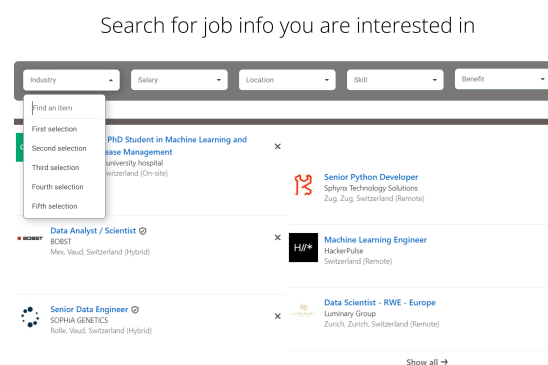 Search for job info you are interested in
Industry
Salary
Location
Skill
Benefit
Find an item
First selection
Second selection
Third selection
Fourth selection
Fifth selection
PhD Student in Machine Learning and
ease Management
university hospital
witzerland (On-site)
Data Analyst / Scientist
BOBST
BOBST
Mex, Vaud, Switzerland (Hybrid)
Senior Data Engineer
SOPHiA GENETICS
Rolle, Vaud, Switzerland (Hybrid)
Senior Python Developer
Sphynx Technology Solutions
Zug, Zug, Switzerland (Remote)
H//*
Machine Learning Engineer
HackerPulse
Switzerland (Remote)
LUMINARY
Data Scientist - RWE - Europe
Luminary Group
Zurich, Zurich, Switzerland (Remote)
Show all →